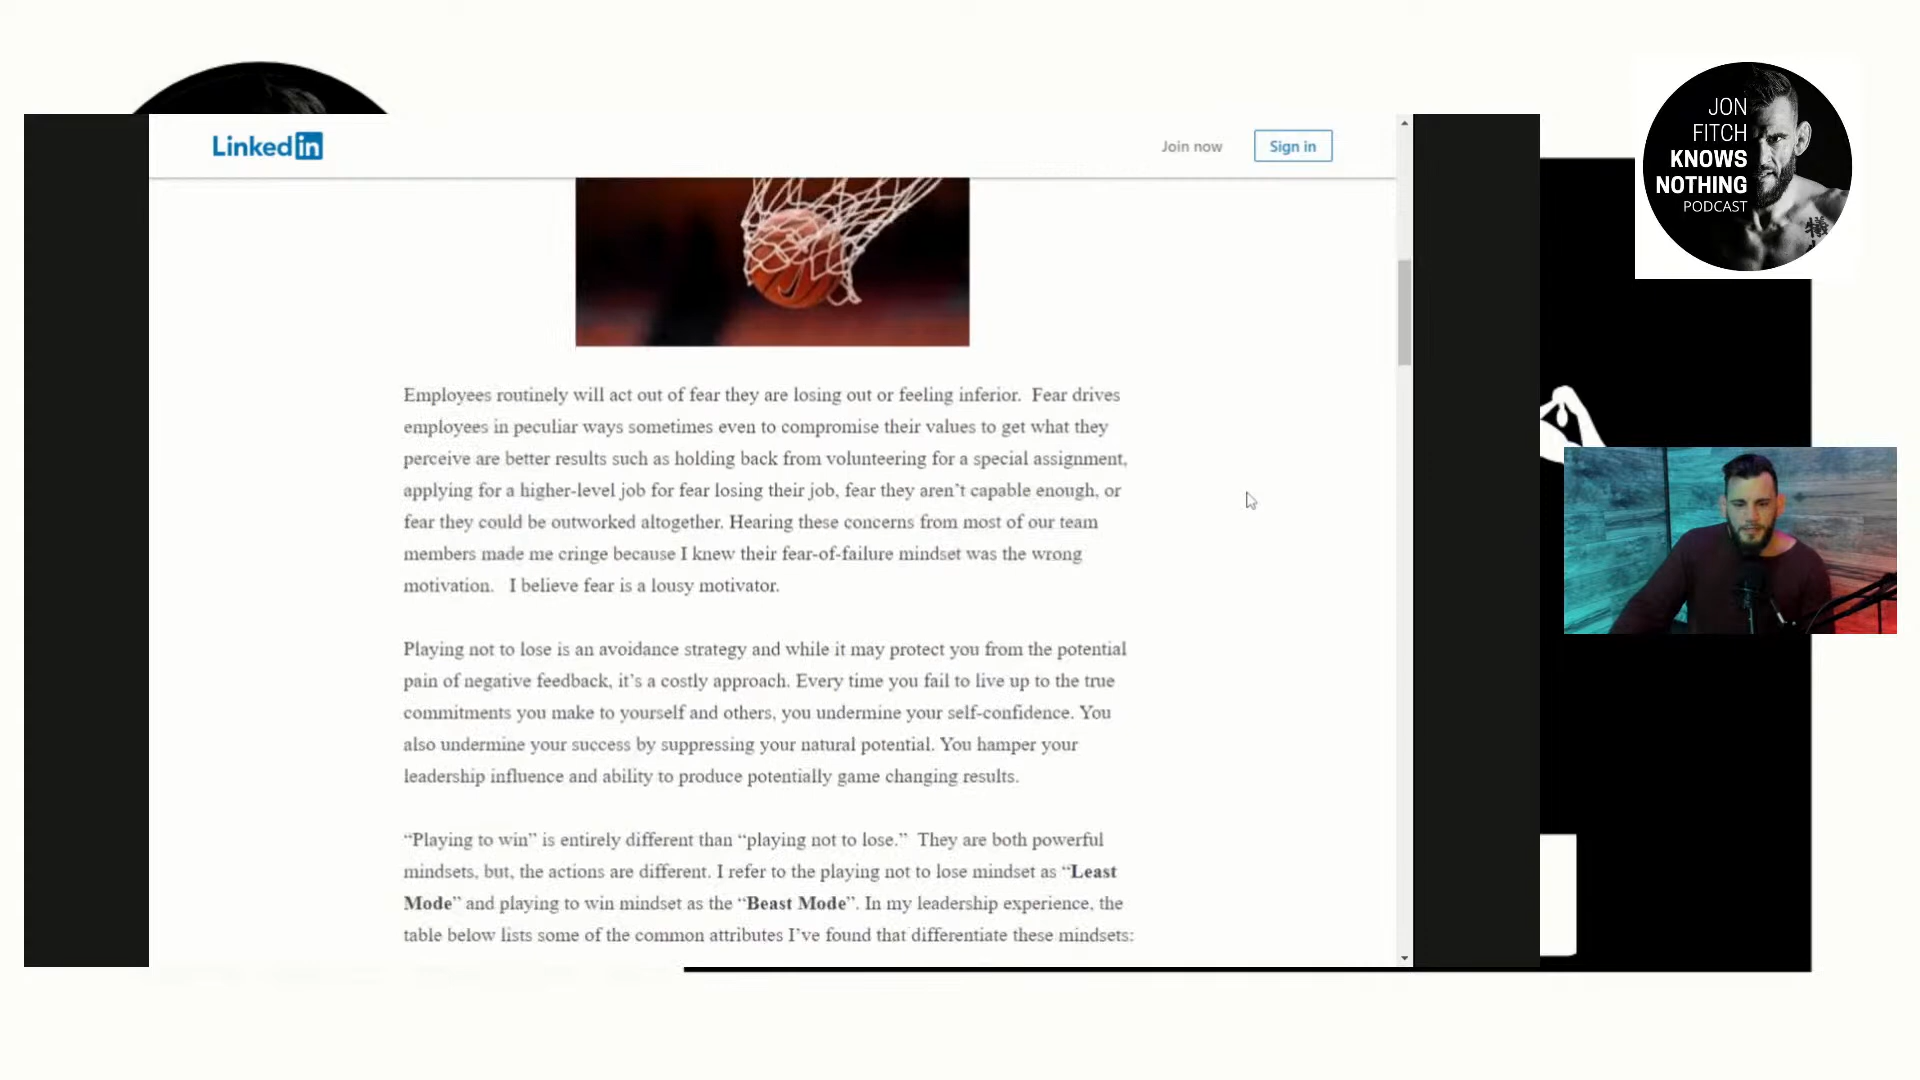 Linkedin
Join now
Sign in
JON
FITCH
KNOWS
NOTHING
PODCAST
Employees routinely will act out of fear they are losing out or feeling inferior.  Fear drives
employees in peculiar ways sometimes even to compromise their values to get what they
perceive are better results such as holding back from volunteering for a special assignment,
applying for a higher-level job for fear losing their job, fear they aren’t capable enough, or
fear they could be outworked altogether. Hearing these concerns from most of our team
members made me cringe because I knew their fear-of-failure mindset was the wrong
motivation.   I believe fear is a lousy motivator.
Playing not to lose is an avoidance strategy and while it may protect you from the potential
pain of negative feedback, it’s a costly approach. Every time you fail to live up to the true
commitments you make to yourself and others, you undermine your self-confidence. You
also undermine your success by suppressing your natural potential. You hamper your
leadership influence and ability to produce potentially game changing results.
“Playing to win” is entirely different than “playing not to lose.”  They are both powerful
mindsets, but, the actions are different. I refer to the playing not to lose mindset as “Least
Mode” and playing to win mindset as the “Beast Mode”. In my leadership experience, the
table below lists some of the common attributes I’ve found that differentiate these mindsets: